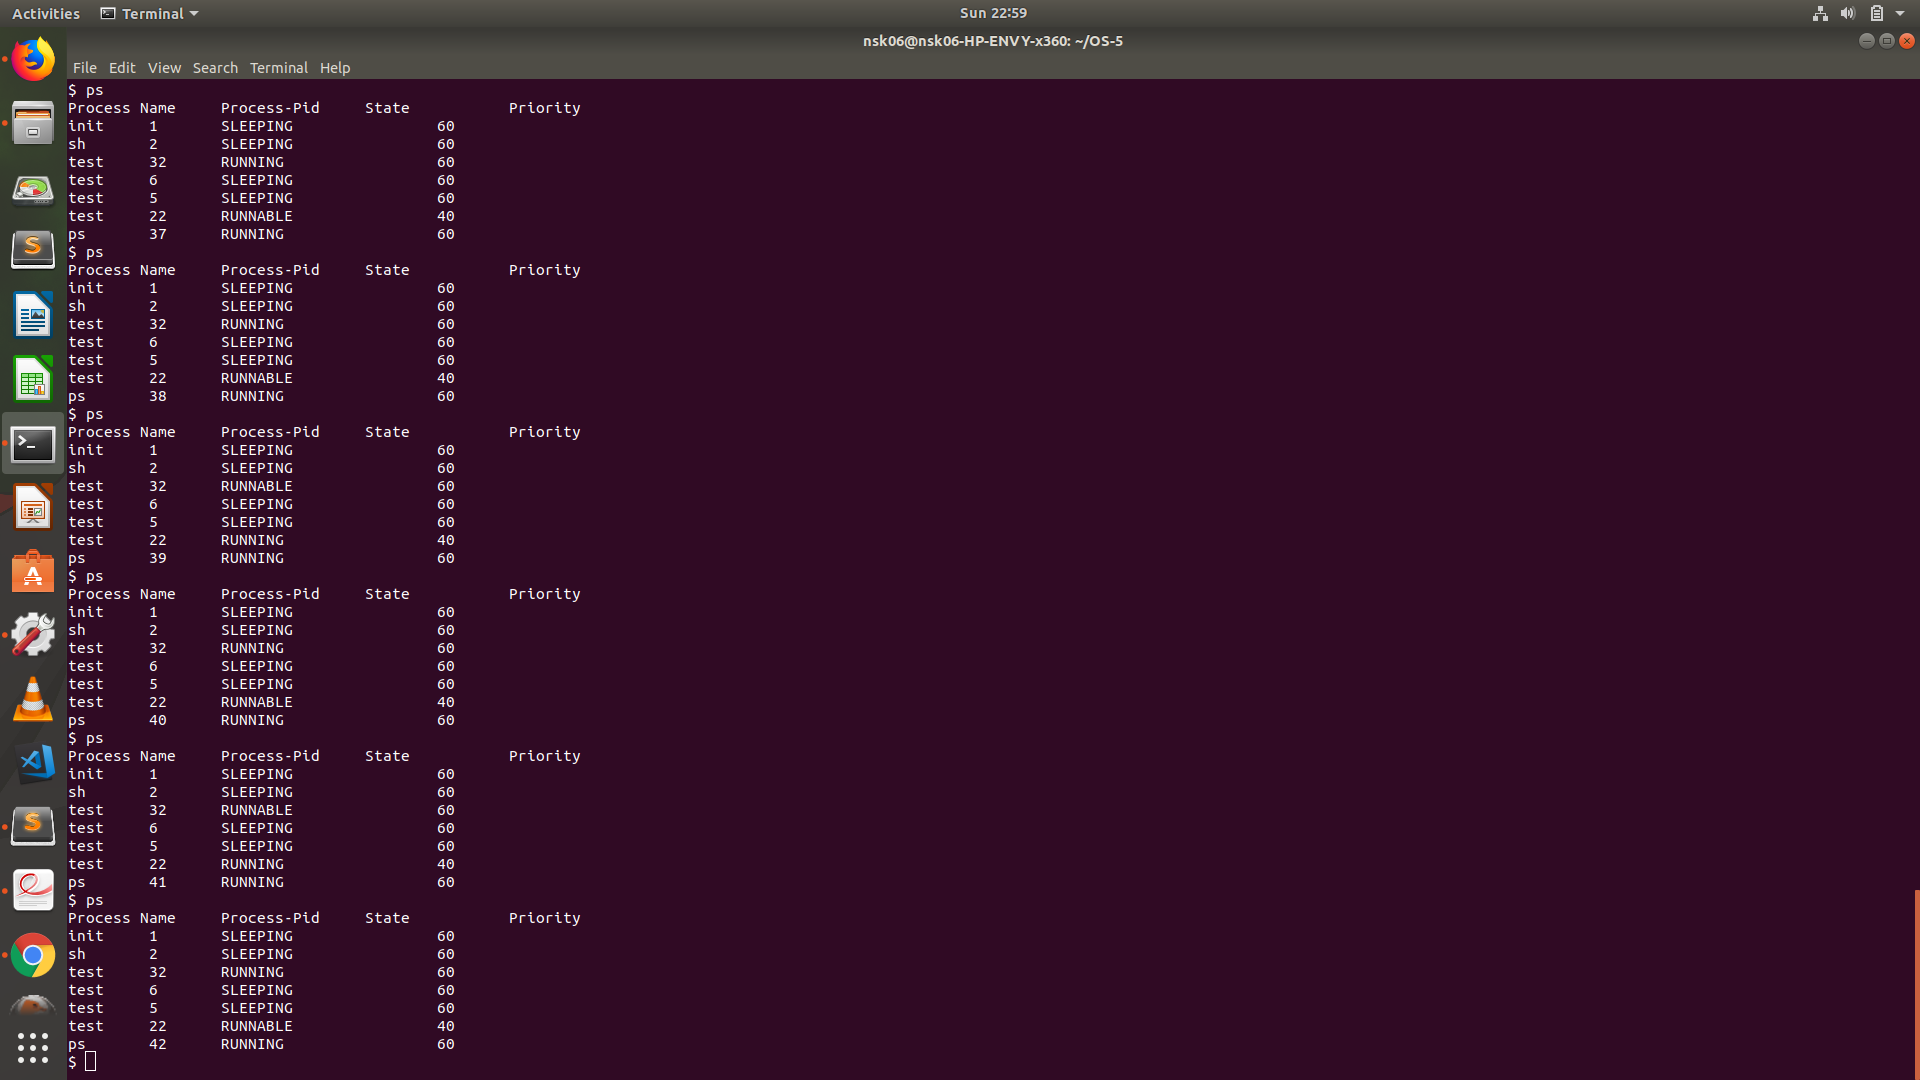 Activities Terminal Sun 22:59
nsk06@nsk06-HP-ENVY-x360: ~/OS-5
File Edit View Search Terminal Help
$ ps
Process Name Process-Pid State Priority
init 1 SLEEPING 60
sh 2 SLEEPING 60
test 32 RUNNING 60
test 6 SLEEPING 60
test 5 SLEEPING 60
test 22 RUNNABLE 40
ps 37 RUNNING 60
$ ps
Process Name Process-Pid State Priority
init 1 SLEEPING 60
sh 2 SLEEPING 60
test 32 RUNNING 60
test 6 SLEEPING 60
test 5 SLEEPING 60
test 22 RUNNABLE 40
ps 38 RUNNING 60
$ ps
Process Name Process-Pid State Priority
init 1 SLEEPING 60
sh 2 SLEEPING 60
test 32 RUNNABLE 60
test 6 SLEEPING 60
test 5 SLEEPING 60
test 22 RUNNING 40
ps 39 RUNNING 60
$ ps
Process Name Process-Pid State Priority
init 1 SLEEPING 60
sh 2 SLEEPING 60
test 32 RUNNING 60
test 6 SLEEPING 60
test 5 SLEEPING 60
test 22 RUNNABLE 40
ps 40 RUNNING 60
$ ps
Process Name Process-Pid State Priority
init 1 SLEEPING 60
sh 2 SLEEPING 60
test 32 RUNNABLE 60
test 6 SLEEPING 60
test 5 SLEEPING 60
test 22 RUNNING 40
ps 41 RUNNING 60
$ ps
Process Name Process-Pid State Priority
init 1 SLEEPING 60
sh 2 SLEEPING 60
test 32 RUNNING 60
test 6 SLEEPING 60
test 5 SLEEPING 60
test 22 RUNNABLE 40
ps 42 RUNNING 60
$